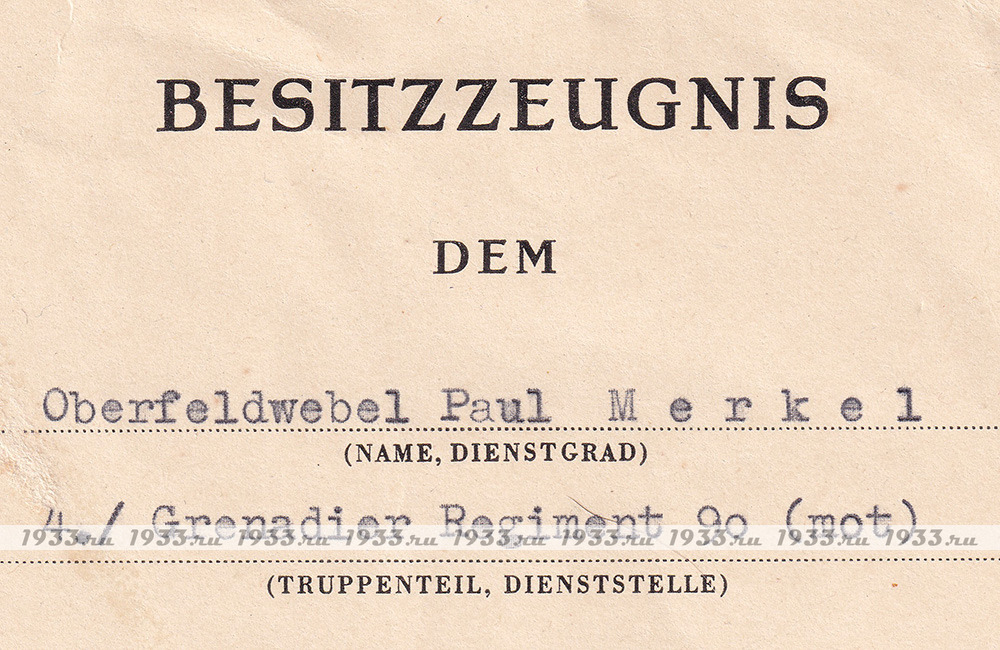 BESITZZEUGNIS
DEM
Oberfeldwebel Paul M e r k e l
(NAME, DIENSTGRAD)
4./ Grenadier Regiment 90 (mot)
1933.ru 1933.ru 1933.ru 1933.ru 1933.ru 1933.ru 1933.ru 1933.ru 1933.ru
(TRUPPENTEIL, DIENSTSTELLE)